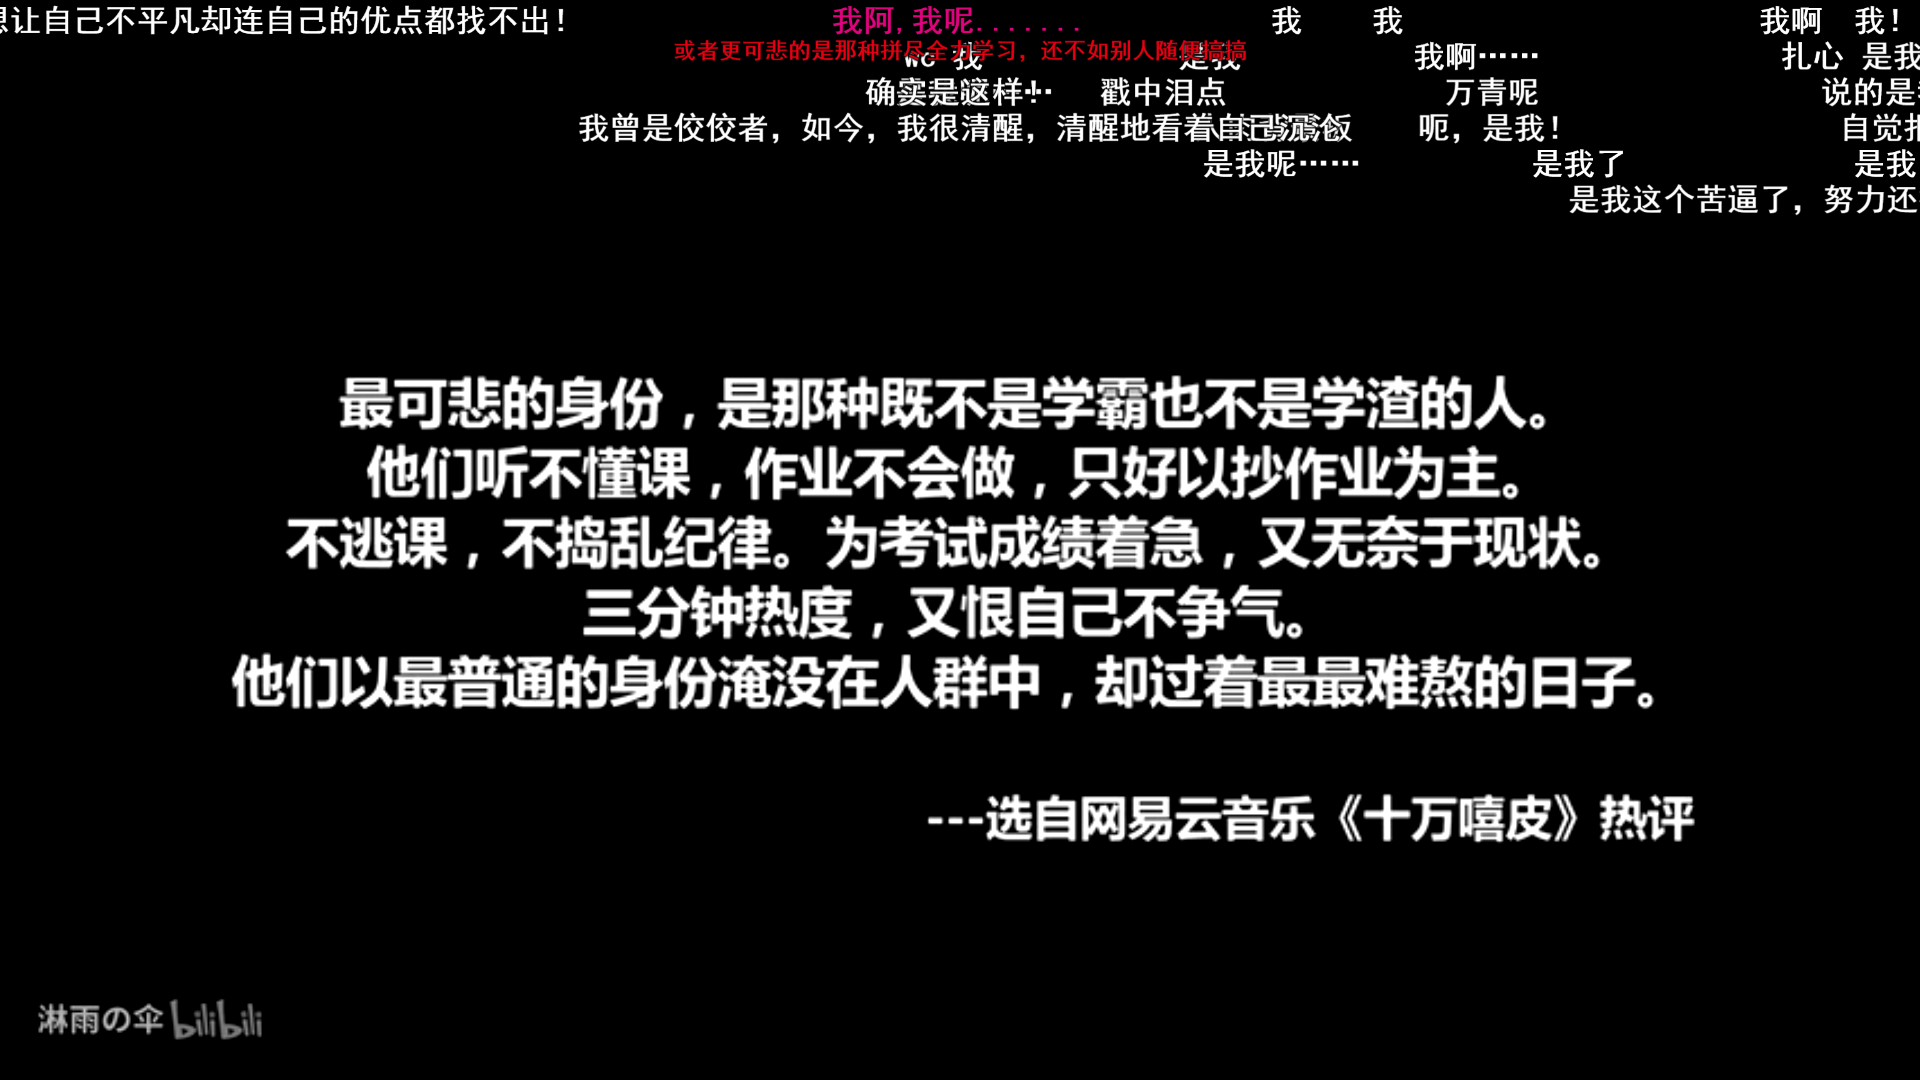 想让自己不平凡却连自己的优点都找不出！
我阿,我呢.......
我
我
我啊
我！
或者更可悲的是那种拼尽全力学习，还不如别人随便搞搞
wc 我
是我
我啊……
扎心
是我
确实是这样！
戳中泪点
万青呢
说的是
我曾是佼佼者，如今，我很清醒，清醒地看着自己沉沦
呃，是我！
自觉
是我呢……
是我了
是我
是我这个苦逼了，努力还
最可悲的身份，是那种既不是学霸也不是学渣的人。
他们听不懂课，作业不会做，只好以抄作业为主。
不逃课，不捣乱纪律。为考试成绩着急，又无奈于现状。
三分钟热度，又恨自己不争气。
他们以最普通的身份淹没在人群中，却过着最最难熬的日子。
---选自网易云音乐《十万嘻皮》热评
淋雨の伞 bilibili